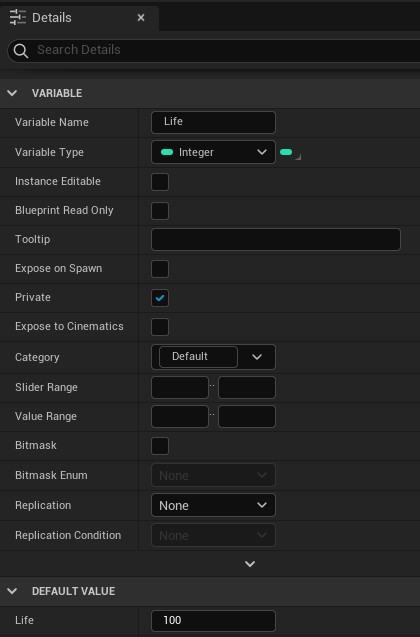 Details ×
Search Details
VARIABLE
Variable Name Life
Variable Type Integer
Instance Editable
Blueprint Read Only
Tooltip
Expose on Spawn
Private
Expose to Cinematics
Category Default
Slider Range ..
Value Range ..
Bitmask
Bitmask Enum None
Replication None
Replication Condition None
DEFAULT VALUE
Life 100